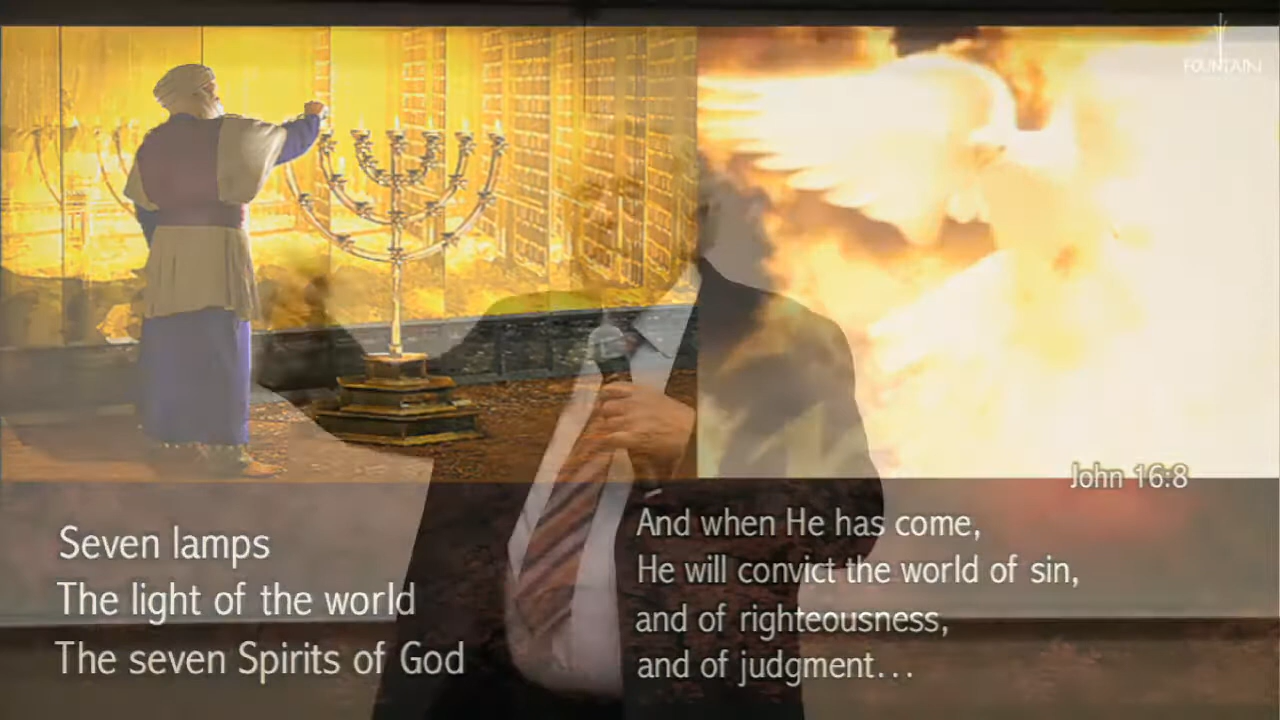 FOUNTAIN
Seven lamps
The light of the world
The seven Spirits of God
John 16:8
And when He has come,
He will convict the world of sin,
and of righteousness,
and of judgment...